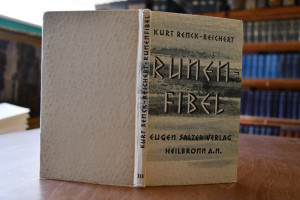 KURT RENCK-REICHERT
RUNEN
FIBEL
EUGEN SALZER VERLAG
HEILBRONN A.N.
KURT RENCK-REICHERT · RUNENFIBEL